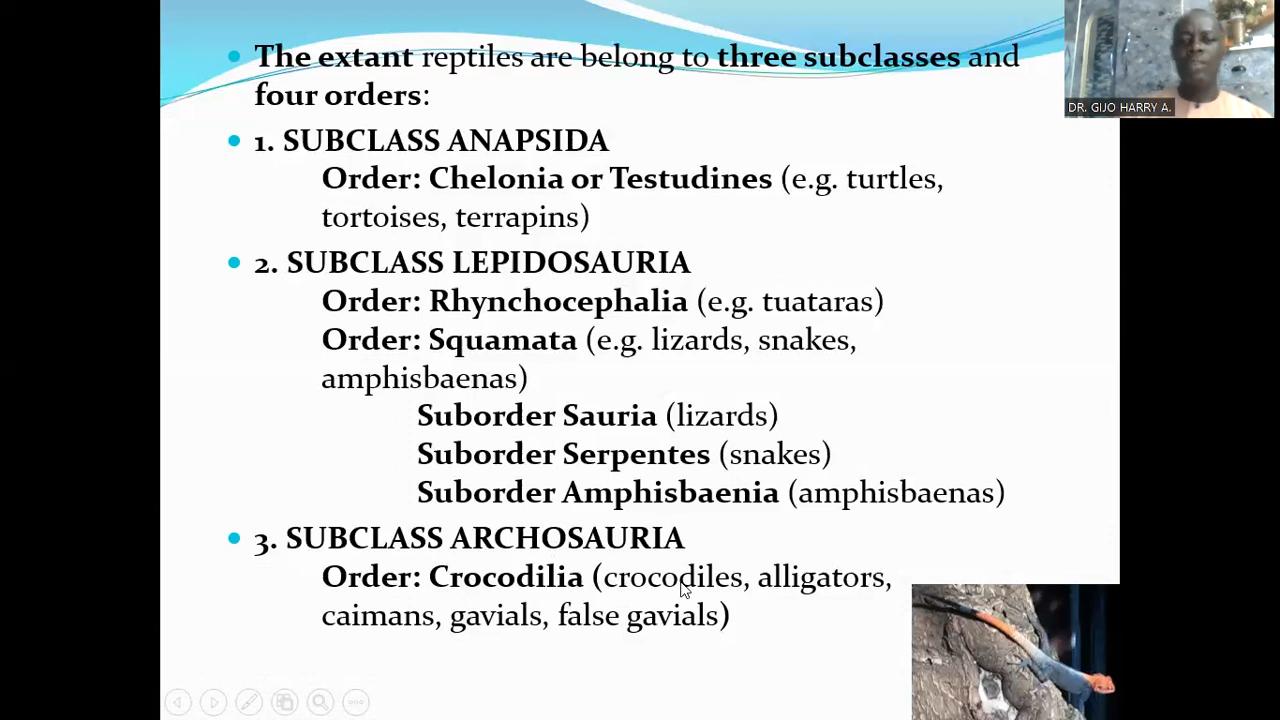 The extant reptiles are belong to three subclasses and
four orders:
1. SUBCLASS ANAPSIDA
Order: Chelonia or Testudines (e.g. turtles,
tortoises, terrapins)
2. SUBCLASS LEPIDOSAURIA
Order: Rhynchocephalia (e.g. tuataras)
Order: Squamata (e.g. lizards, snakes,
amphisbaenas)
Suborder Sauria (lizards)
Suborder Serpentes (snakes)
Suborder Amphisbaenia (amphisbaenas)
3. SUBCLASS ARCHOSAURIA
Order: Crocodilia (crocodiles, alligators,
caimans, gavials, false gavials)
DR. GIJO HARRY A.